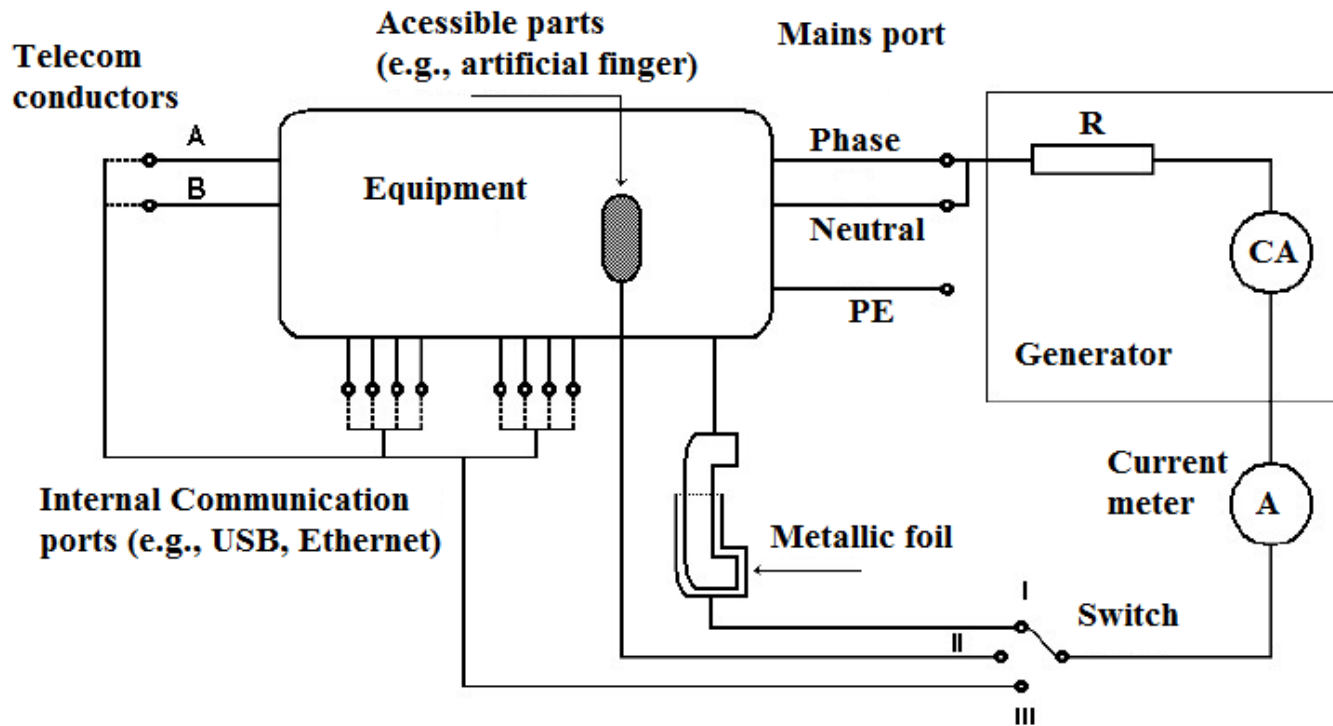 Acessible parts
(e.g., artificial finger)
Mains port
Telecom
conductors
A
B
Equipment
Phase
Neutral
PE
R
CA
Generator
Internal Communication
ports (e.g., USB, Ethernet)
Metallic foil
Current
meter
A
I
II
III
Switch